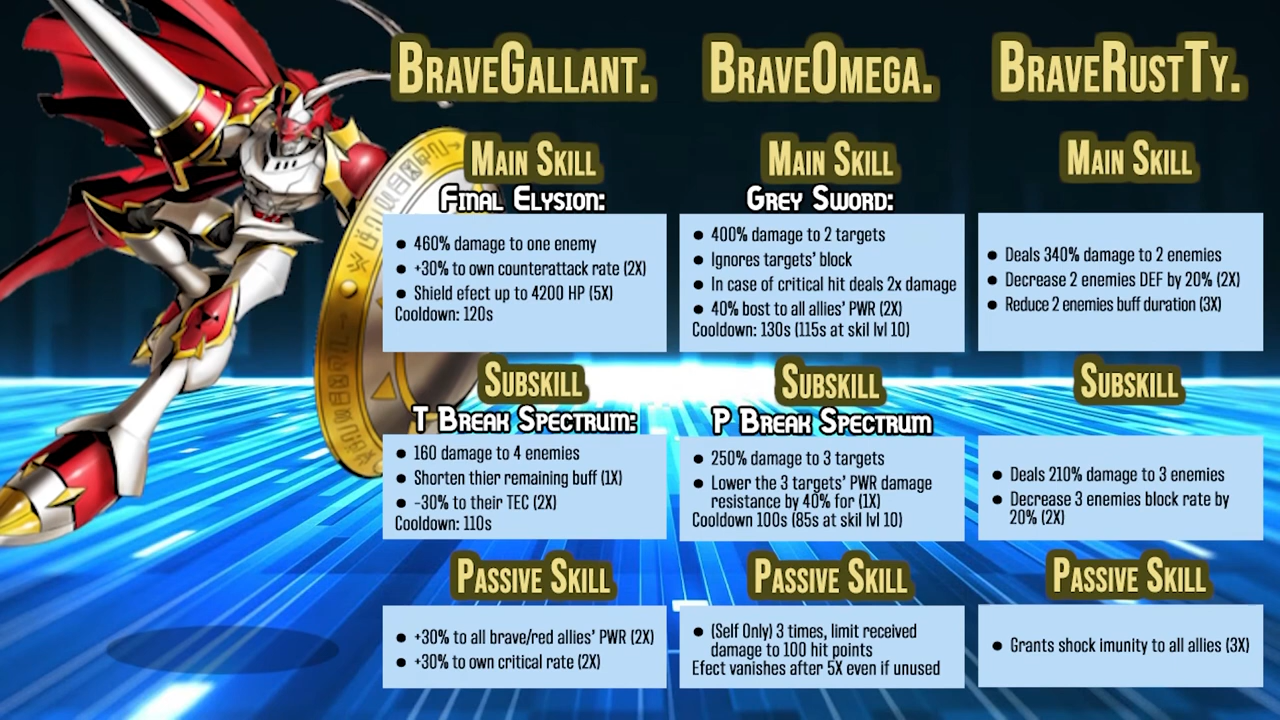 BraveGallant.
Main Skill
Final Elysion:
● 460% damage to one enemy
● +30% to own counterattack rate (2X)
● Shield efect up to 4200 HP (5X)
Cooldown: 120s
Subskill
T Break Spectrum:
● 160 damage to 4 enemies
● Shorten thier remaining buff (1X)
● -30% to their TEC (2X)
Cooldown: 110s
Passive Skill
● +30% to all brave/red allies' PWR (2X)
● +30% to own critical rate (2X)
BraveOmega.
Main Skill
Grey Sword:
● 400% damage to 2 targets
● Ignores targets' block
● In case of critical hit deals 2x damage
● 40% bost to all allies' PWR (2X)
Cooldown: 130s (115s at skil lvl 10)
Subskill
P Break Spectrum
● 250% damage to 3 targets
● Lower the 3 targets' PWR damage
resistance by 40% for (1X)
Cooldown 100s (85s at skil lvl 10)
Passive Skill
● (Self Only) 3 times, limit received
damage to 100 hit points
Efect vanishes after 5X even if unused
BraveRustTy.
Main Skill
● Deals 340% damage to 2 enemies
● Decrease 2 enemies DEF by 20% (2X)
● Reduce 2 enemies buff duration (3X)
Subskill
● Deals 210% damage to 3 enemies
● Decrease 3 enemies block rate by
20% (2X)
Passive Skill
● Grants shock imunity to all allies (3X)